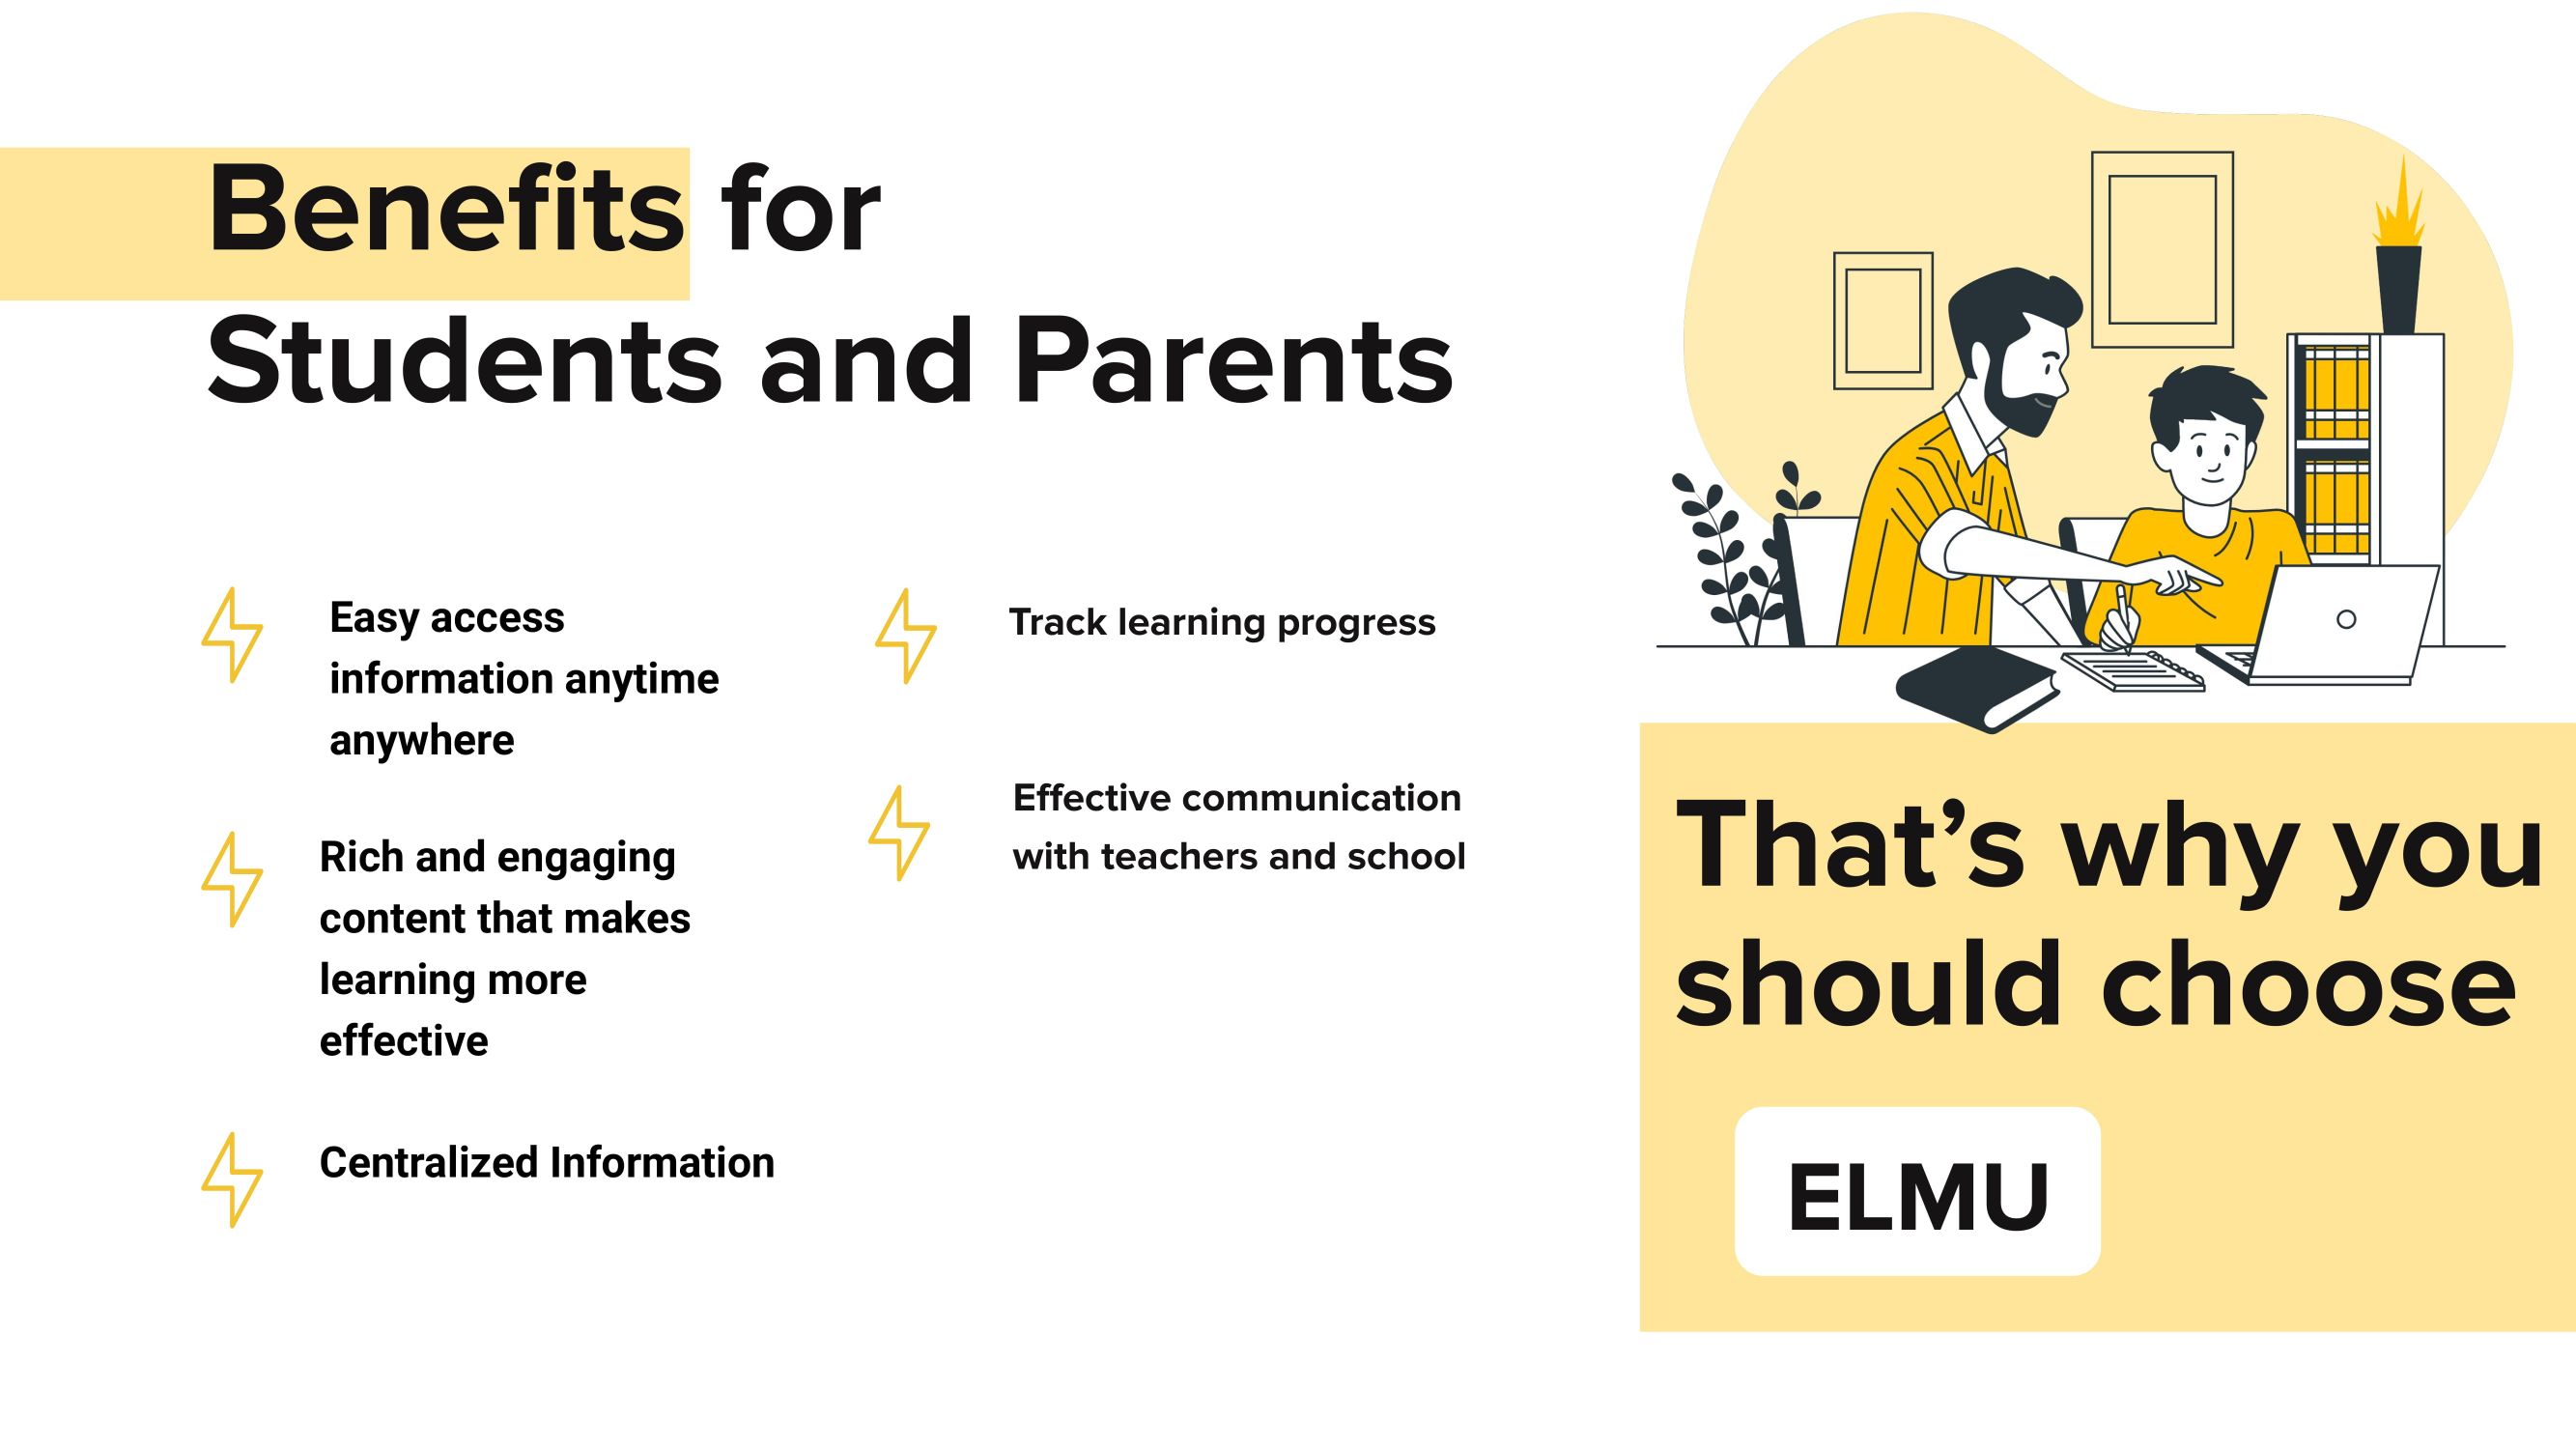 Benefits for
Students and Parents
Easy access
information anytime
anywhere
Rich and engaging
content that makes
learning more
effective
Centralized Information
Track learning progress
Effective communication
with teachers and school
That’s why you
should choose
ELMU